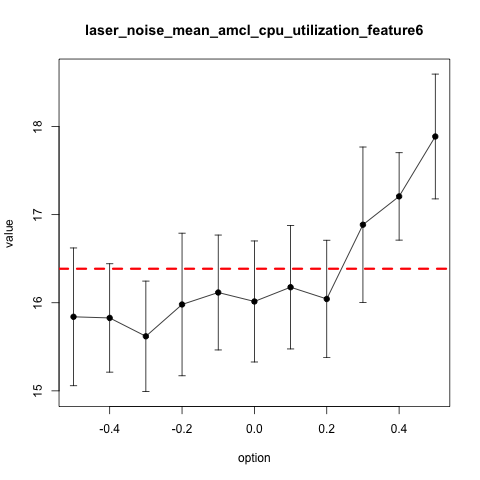 laser_noise_mean_amcl_cpu_utilization_feature6
value
18
17
16
15
-0.4 -0.2 0.0 0.2 0.4
option